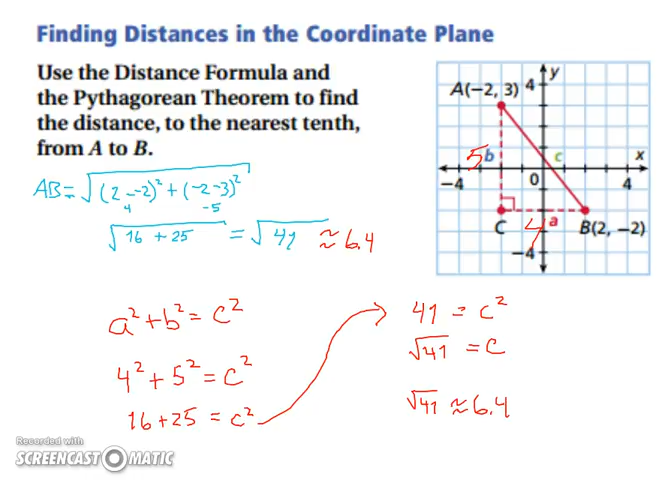 Finding Distances in the Coordinate Plane
Use the Distance Formula and
the Pythagorean Theorem to find
the distance, to the nearest tenth,
from A to B.
AB=√(2--2)²+(-2-3)²
4 -5
√16+25 = √41 ≈ 6.4
a²+b²=c²
4²+5²=c²
16+25=c²
41=c²
√41=c
√41≈6.4
y
A(−2, 3) 4
5 b c
x
−4 0 4
C 4 a B(2, −2)
−4
Recorded with
SCREENCAST MATIC